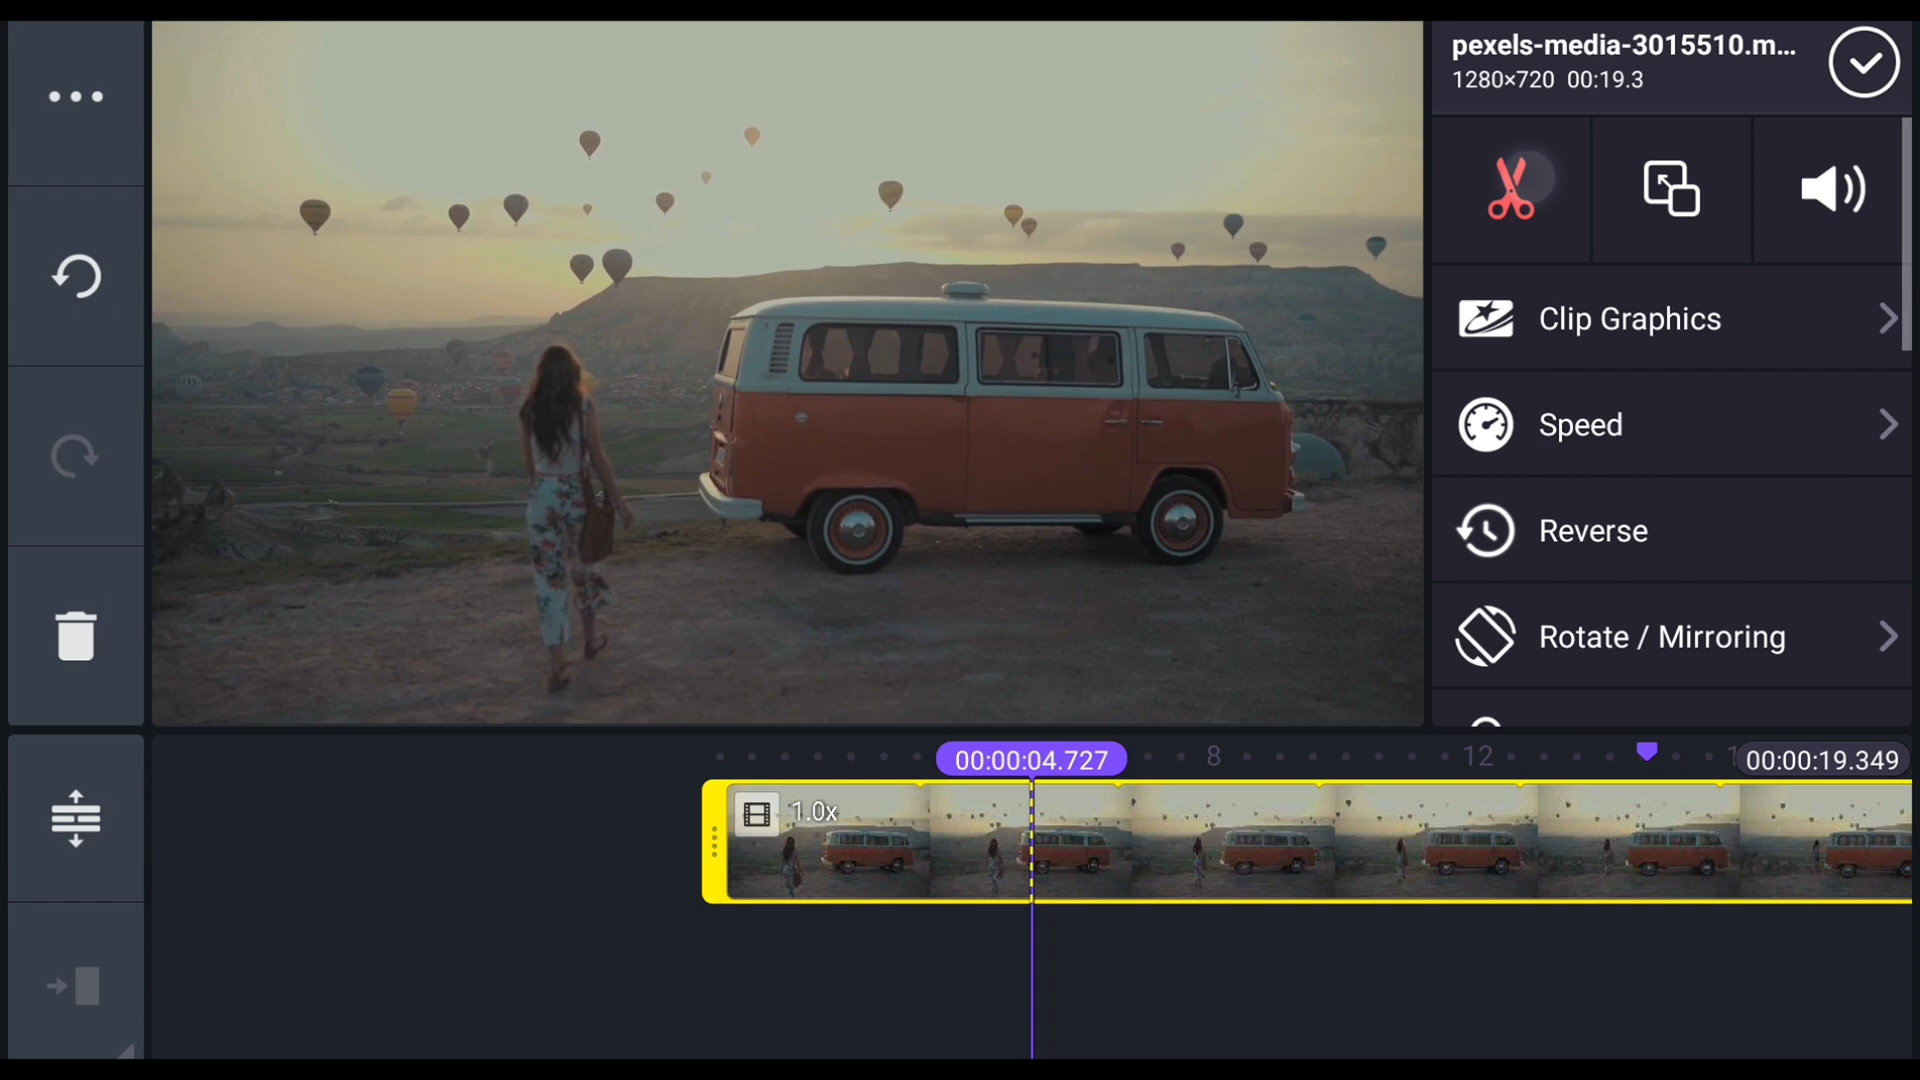 pexels-media-3015510.m...
1280×720 00:19.3
Clip Graphics
Speed
Reverse
Rotate / Mirroring
00:00:04.727
8
12
1
00:00:19.349
1.0x